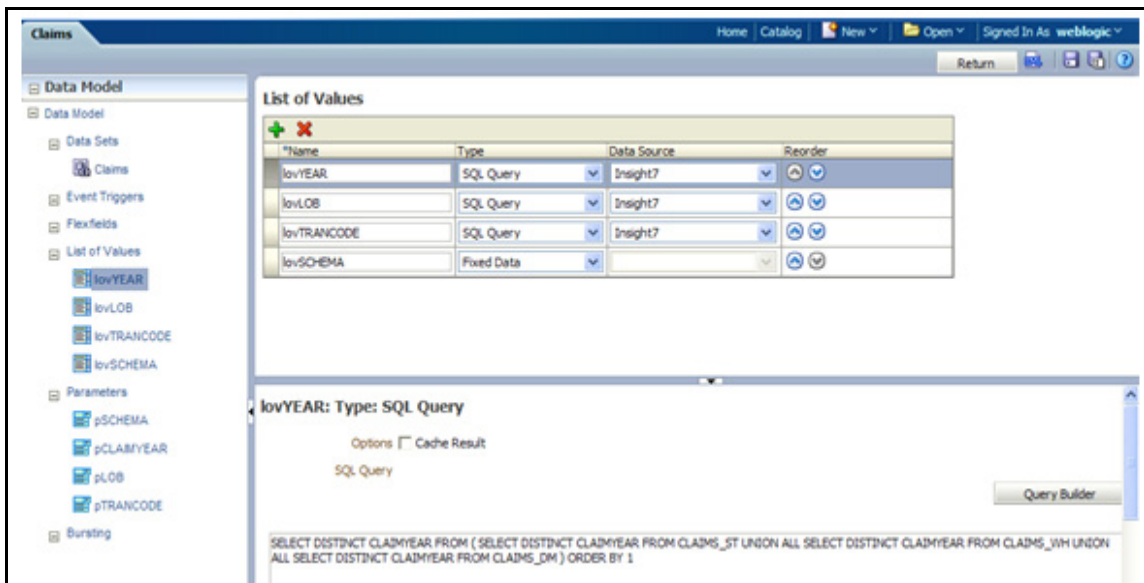 Claims
Home Catalog New Open Signed In As weblogic
Return
Data Model
Data Model
Data Sets
Claims
Event Triggers
Flexfields
List of Values
lovYEAR
lovLOB
lovTRANCODE
lovSCHEMA
Parameters
pSCHEMA
pCLAIMYEAR
pLOB
pTRANCODE
Bursting
List of Values
*Name Type Data Source Reorder
lovYEAR SQL Query Insight7
lovLOB SQL Query Insight7
lovTRANCODE SQL Query Insight7
lovSCHEMA Fixed Data
lovYEAR: Type: SQL Query
Options Cache Result
SQL Query
Query Builder
SELECT DISTINCT CLAIMYEAR FROM ( SELECT DISTINCT CLAIMYEAR FROM CLAIMS_ST UNION ALL SELECT DISTINCT CLAIMYEAR FROM CLAIMS_WH UNION
ALL SELECT DISTINCT CLAIMYEAR FROM CLAIMS_DM ) ORDER BY 1